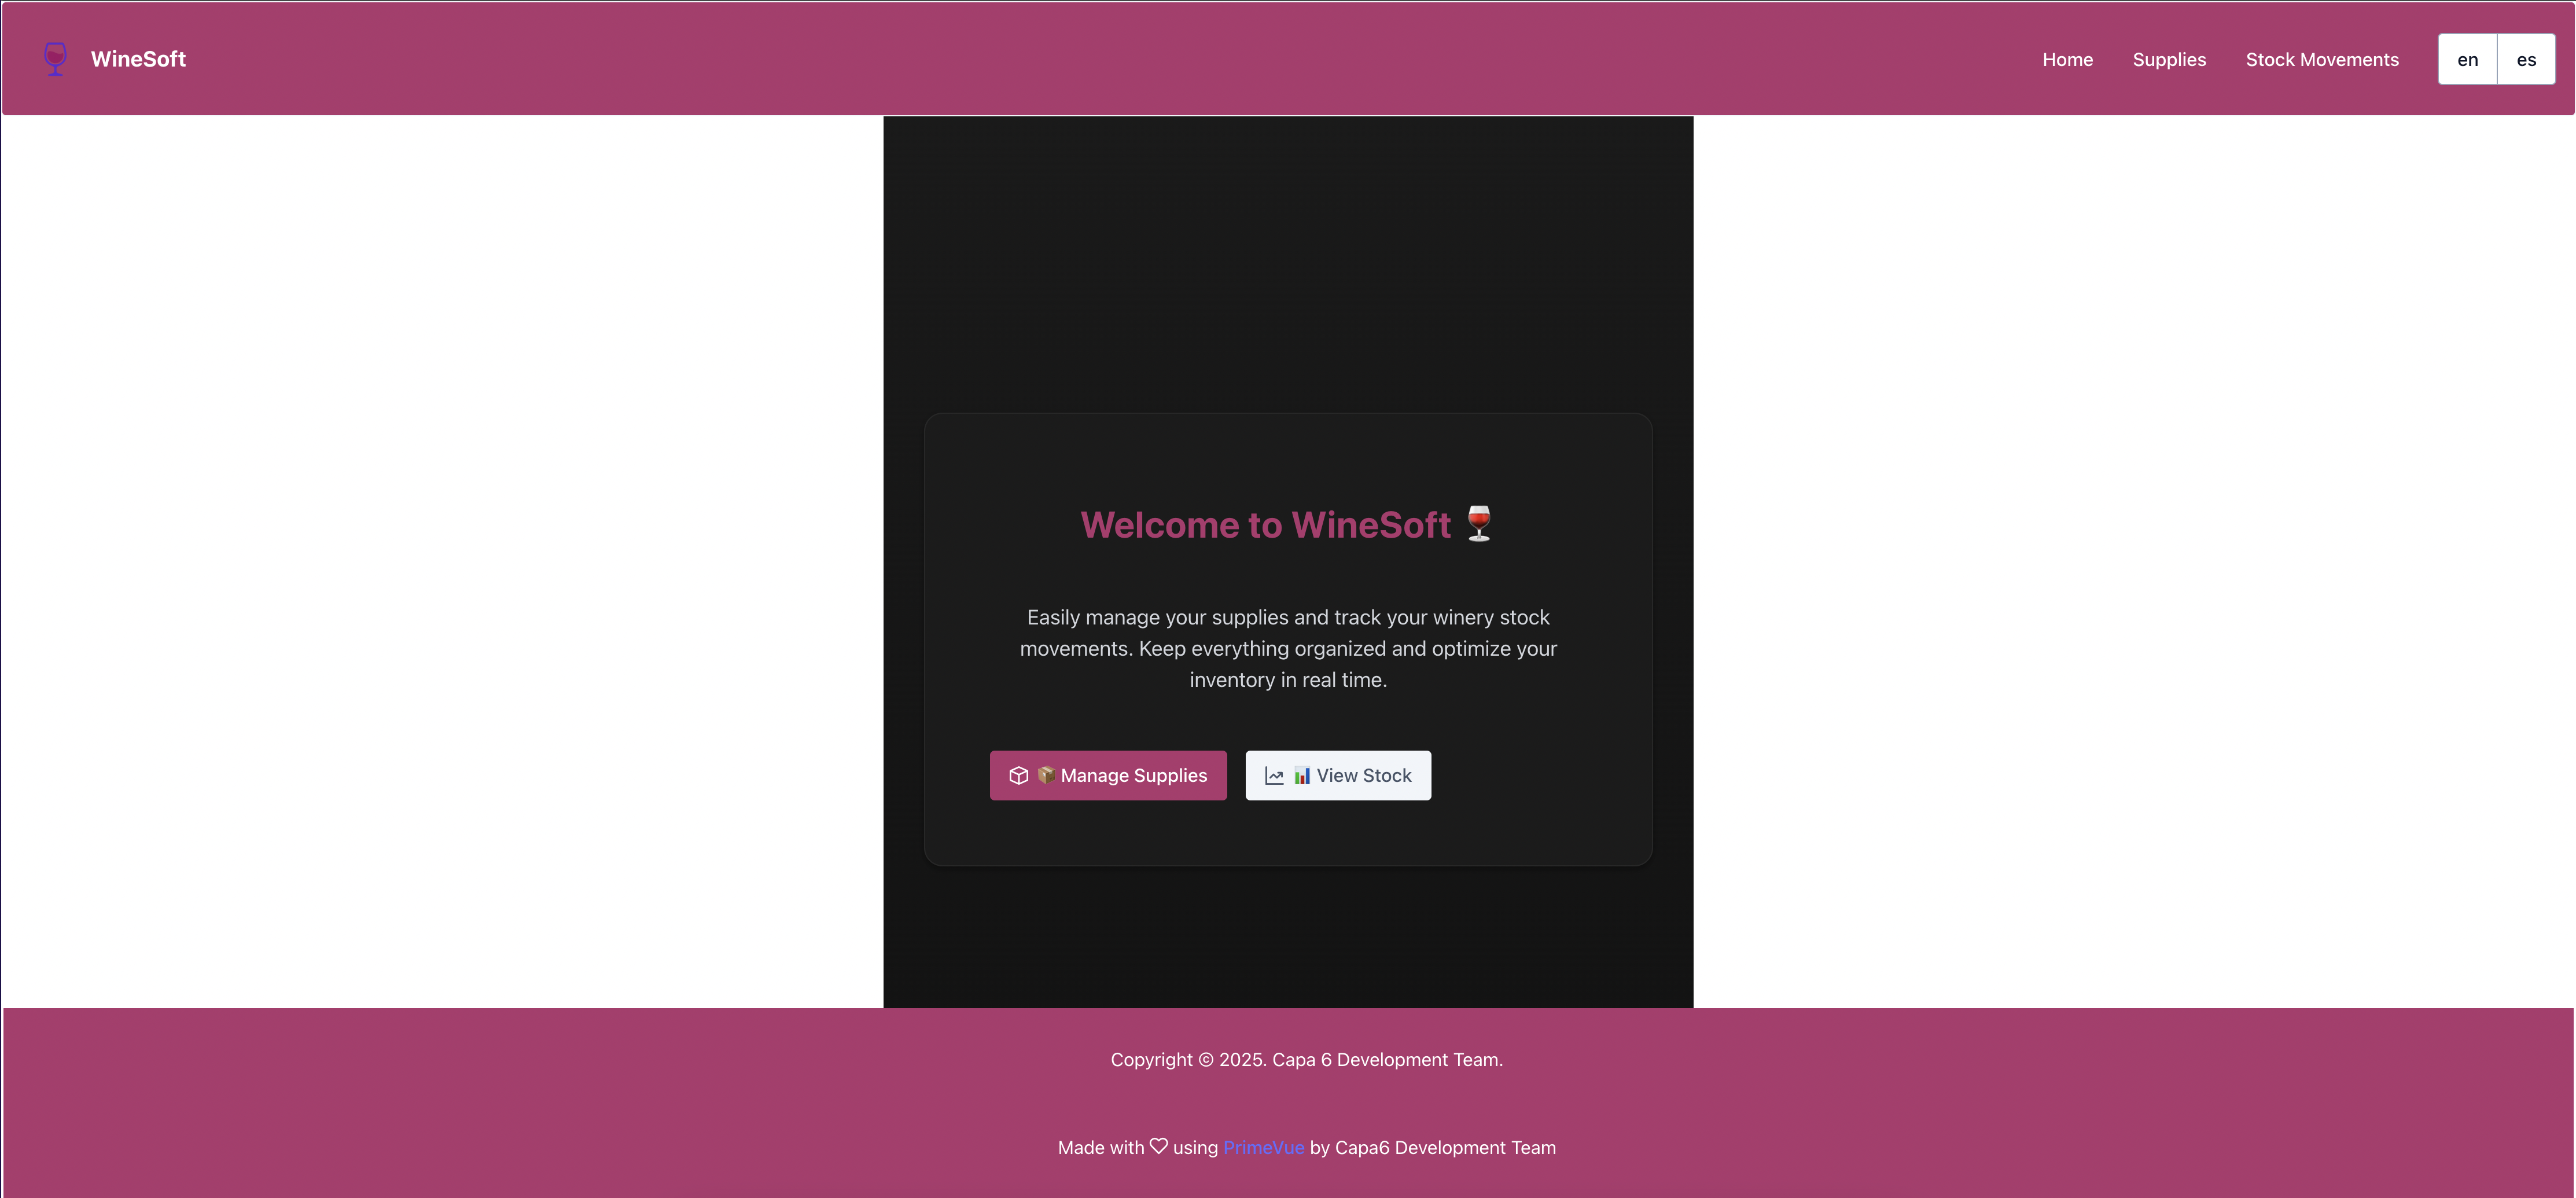 WineSoft
Home Supplies Stock Movements en es
Welcome to WineSoft 🍷
Easily manage your supplies and track your winery stock
movements. Keep everything organized and optimize your
inventory in real time.
📦 Manage Supplies
📊 View Stock
Copyright © 2025. Capa 6 Development Team.
Made with ♡ using PrimeVue by Capa6 Development Team